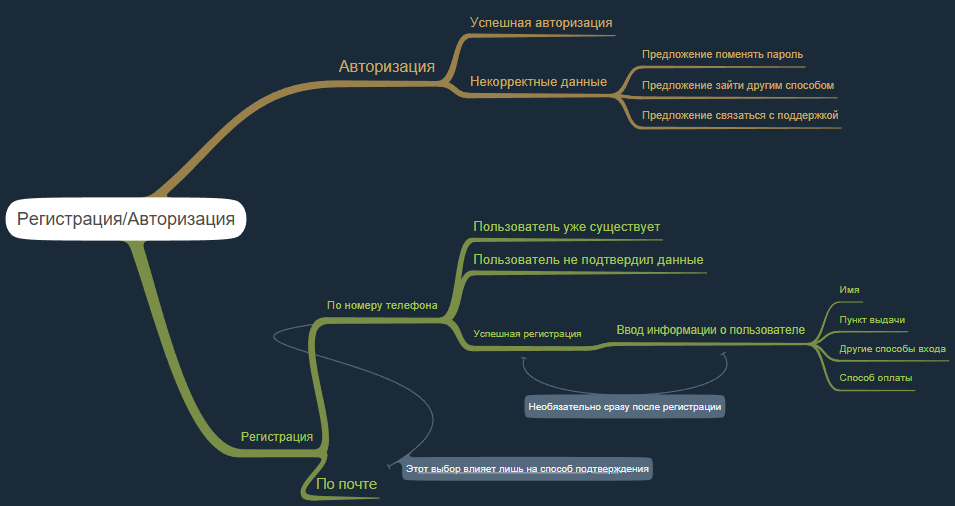 Успешная авторизация
Авторизация
Некорректные данные
Предложение поменять пароль
Предложение зайти другим способом
Предложение связаться с поддержкой
Регистрация/Авторизация
Пользователь уже существует
Пользователь не подтвердил данные
По номеру телефона
Успешная регистрация
Ввод информации о пользователе
Имя
Пункт выдачи
Другие способы входа
Способ оплаты
Необязательно сразу после регистрации
Регистрация
Этот выбор влияет лишь на способ подтверждения
По почте